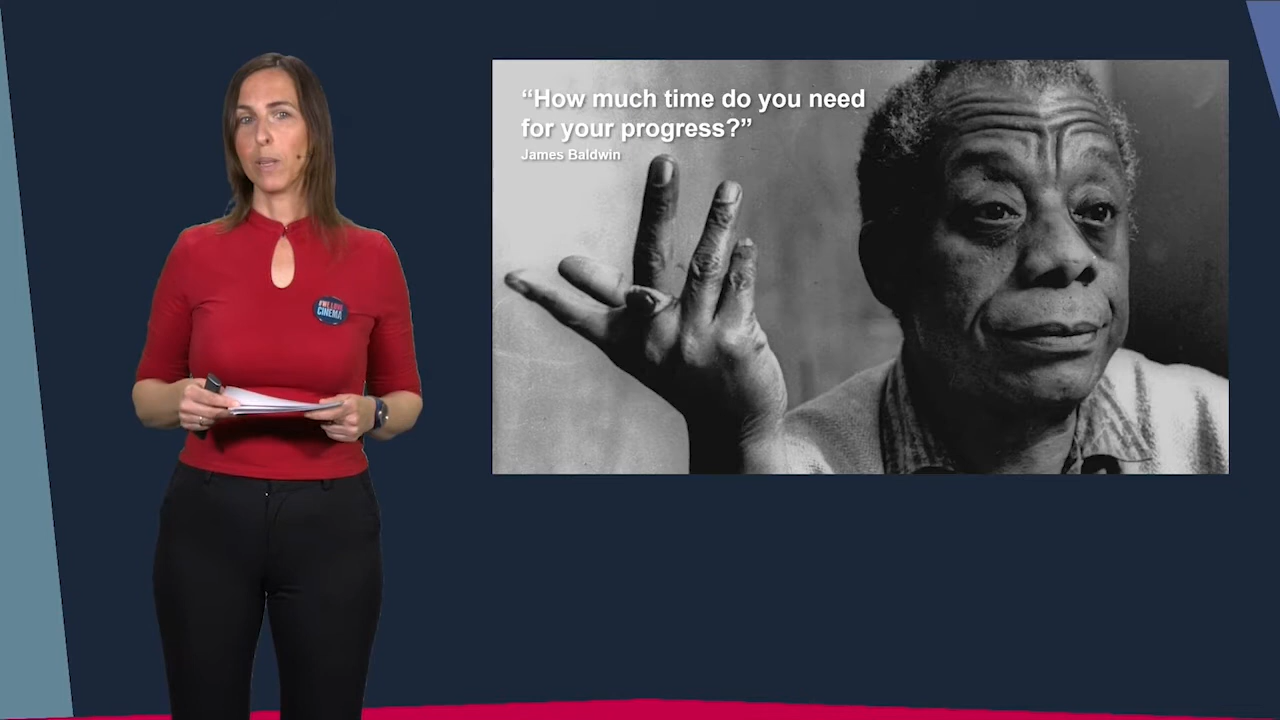 “How much time do you need
for your progress?”
James Baldwin
#WE LOVE
CINEMA